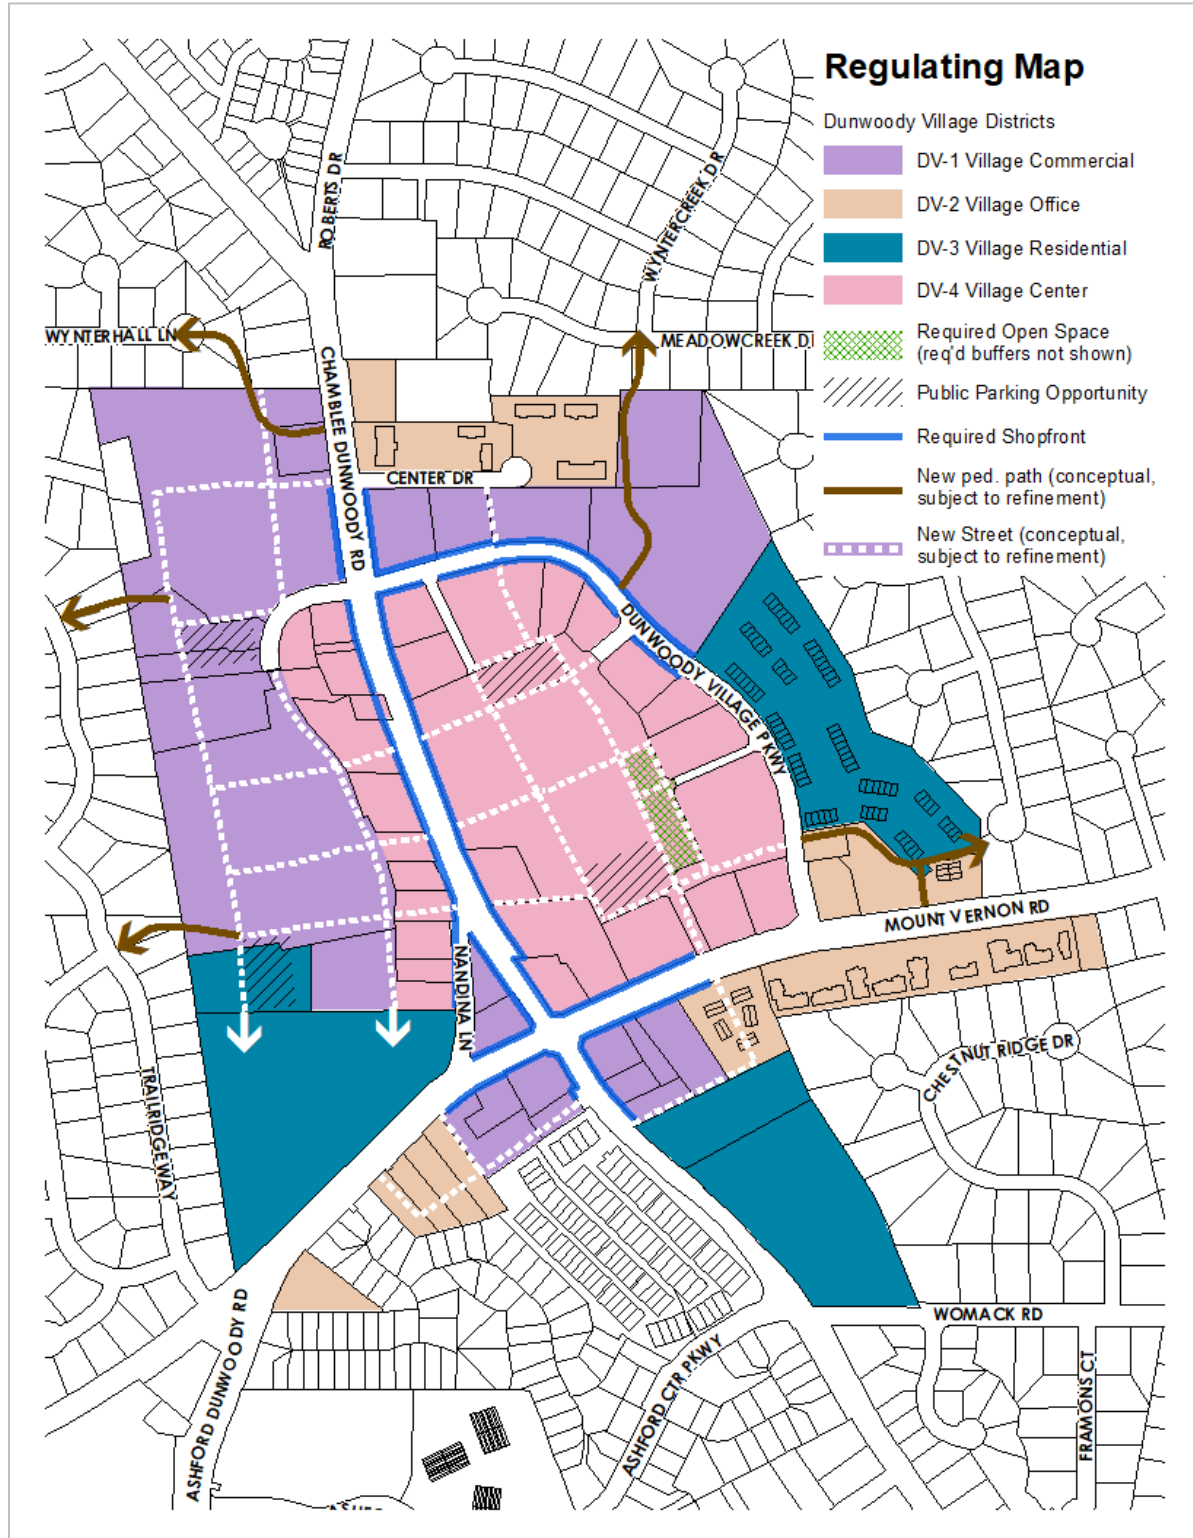 Regulating Map
Dunwoody Village Districts
DV-1 Village Commercial
DV-2 Village Office
DV-3 Village Residential
DV-4 Village Center
Required Open Space
(req'd buffers not shown)
Public Parking Opportunity
Required Shopfront
New ped. path (conceptual,
subject to refinement)
New Street (conceptual,
subject to refinement)
ROBERTS DR
WYNTERCREEK DR
WYNTERHALL LN
MEADOWCREEK D
CHAMBLEE DUNWOODY RD
CENTER DR
DUNWOODY VILLAGE PKWY
MOUNT VERNON RD
NANDINA LN
CHESTNUT RIDGE DR
TRAILRIDGEWAY
WOMACK RD
ASHFORD DUNWOODY RD
ASHFORD CTR PKWY
FRAMONS CT